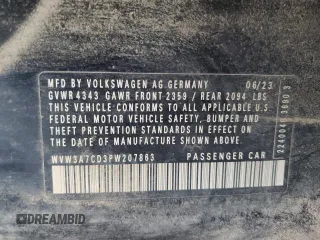 MFD BY VOLKSWAGEN AG GERMANY 06/23
GVWR 4343 GAWR FRONT 2359 / REAR 2094 LBS
THIS VEHICLE CONFORMS TO ALL APPLICABLE U.S
FEDERAL MOTOR VEHICLE SAFETY, BUMPER AND
THEFT PREVENTION STANDARDS IN EFFECT ON
THE DATE OF MANUFACTURE SHOWN ABOVE
WVW5A7CD3PW207863 PASSENGER CAR
DREAMBID